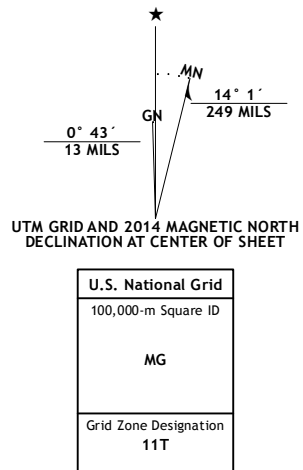 MN
GN
14° 1´
249 MILS
0° 43´
13 MILS
UTM GRID AND 2014 MAGNETIC NORTH
DECLINATION AT CENTER OF SHEET
U.S. National Grid
100,000-m Square ID
MG
Grid Zone Designation
11T